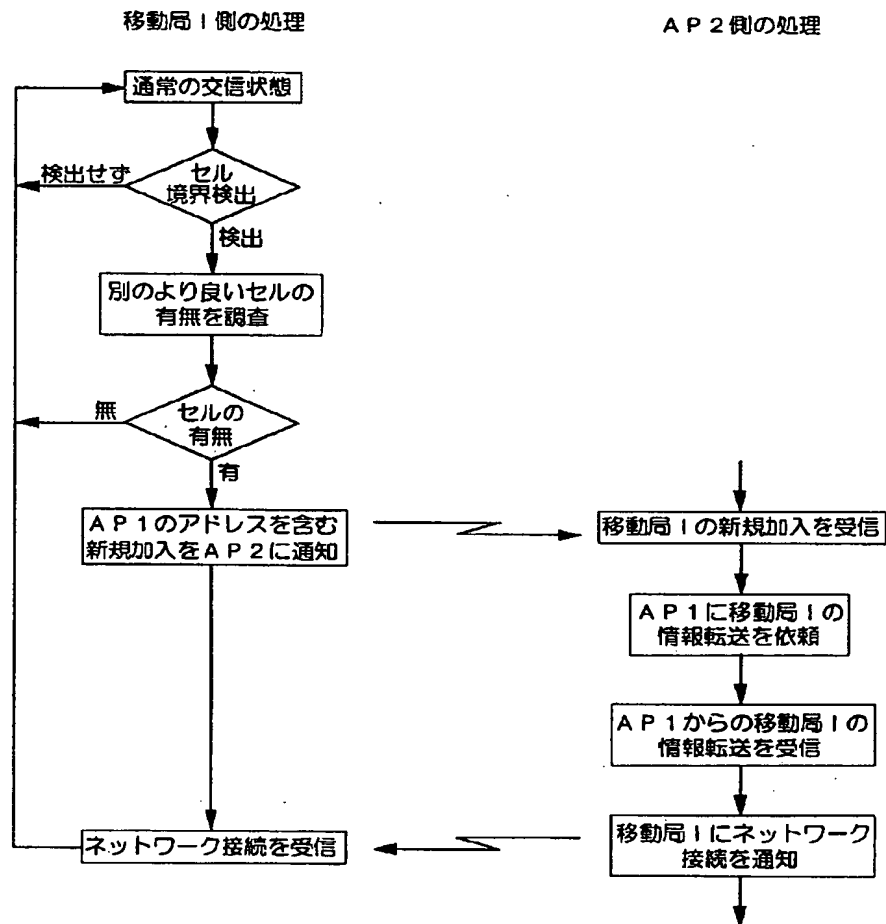 移動局I側の処理
AP2側の処理
通常の交信状態
セル
境界検出
検出せず
検出
別のより良いセルの
有無を調査
セルの
有無
無
有
AP1のアドレスを含む
新規加入をAP2に通知
移動局Iの新規加入を受信
AP1に移動局Iの
情報転送を依頼
AP1からの移動局Iの
情報転送を受信
移動局Iにネットワーク
接続を通知
ネットワーク接続を受信